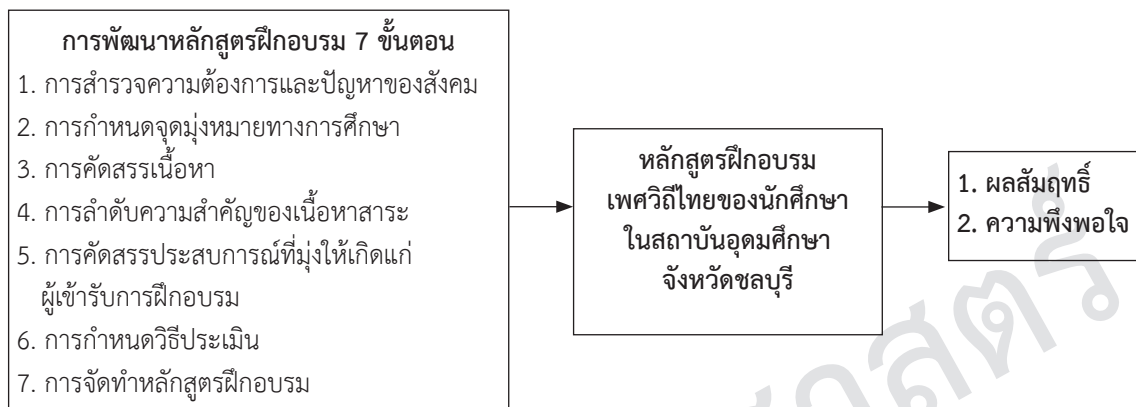 การพัฒนาหลักสูตรฝึกอบรม 7 ขั้นตอน
1. การสำรวจความต้องการและปัญหาของสังคม
2. การกำหนดจุดมุ่งหมายทางการศึกษา
3. การคัดสรรเนื้อหา
4. การลำดับความสำคัญของเนื้อหาสาระ
5. การคัดสรรประสบการณ์ที่มุ่งให้เกิดแก่
ผู้เข้ารับการฝึกอบรม
6. การกำหนดวิธีประเมิน
7. การจัดทำหลักสูตรฝึกอบรม
หลักสูตรฝึกอบรม
เพศวิถีไทยของนักศึกษา
ในสถาบันอุดมศึกษา
จังหวัดชลบุรี
1. ผลสัมฤทธิ์
2. ความพึงพอใจ